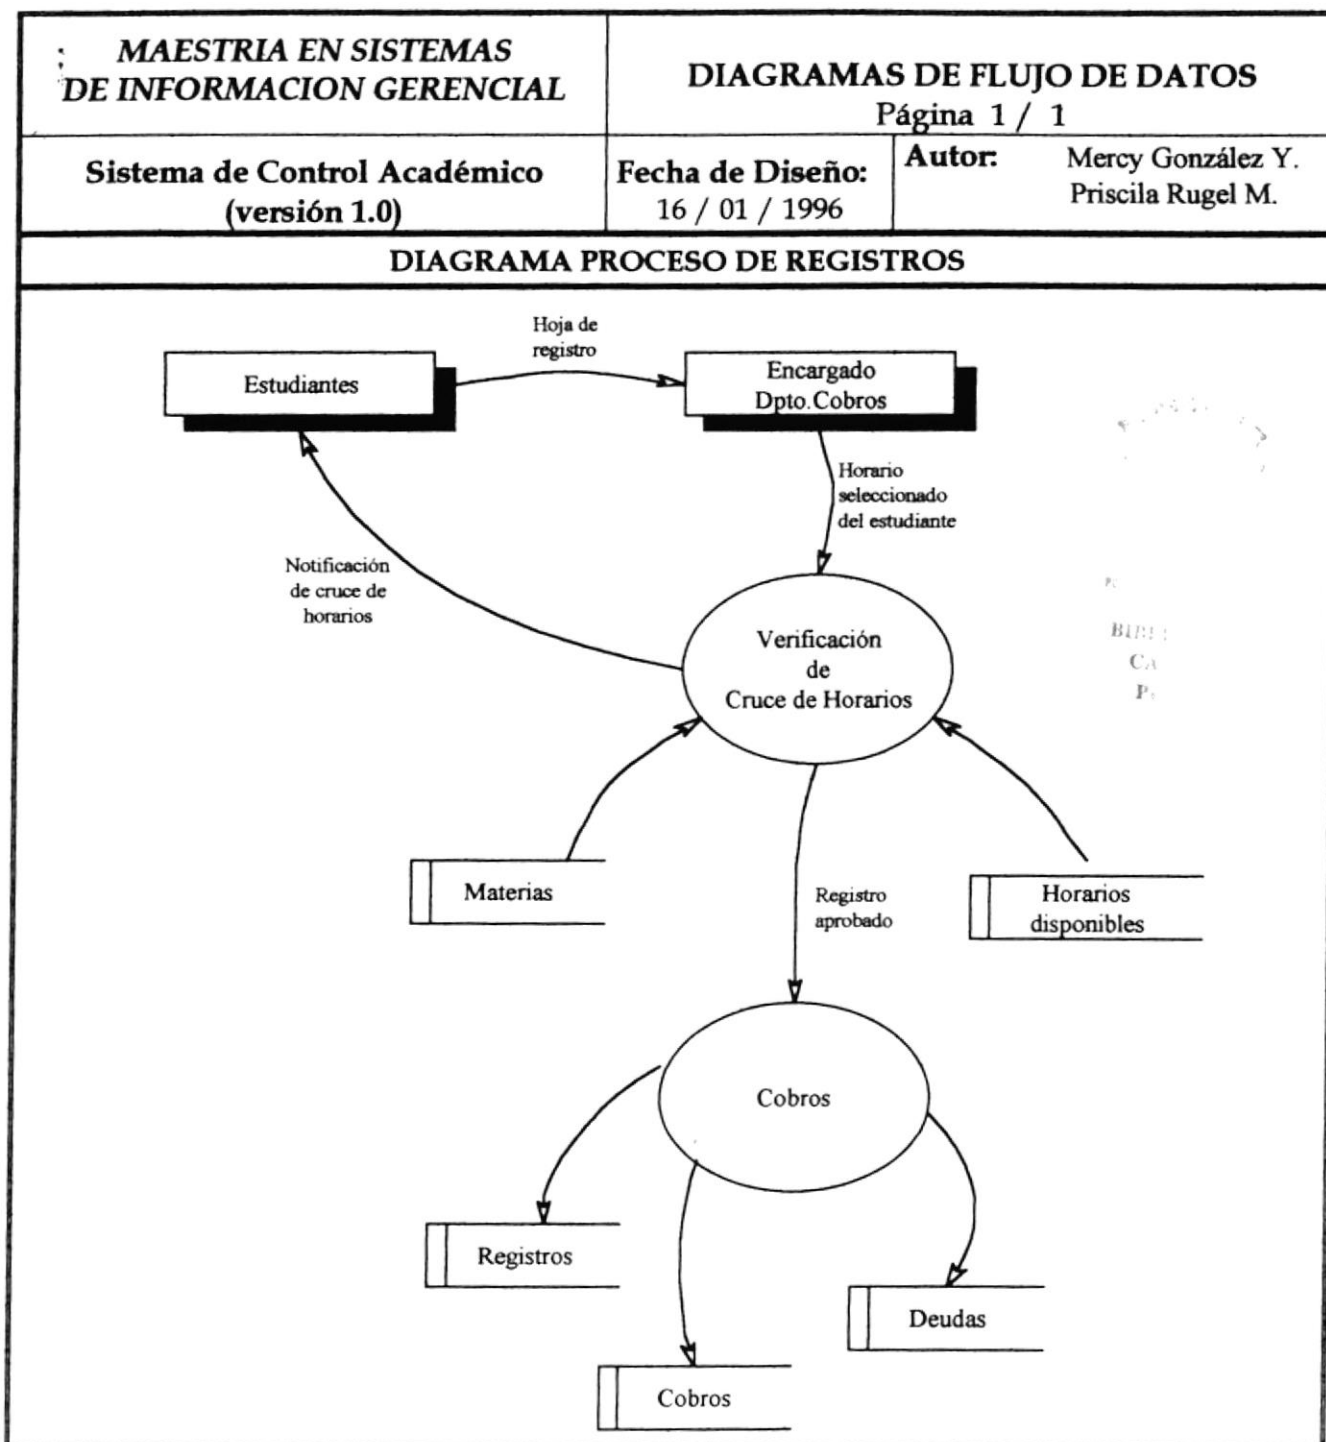 MAESTRIA EN SISTEMAS
DE INFORMACION GERENCIAL
DIAGRAMAS DE FLUJO DE DATOS
Página 1 / 1
Sistema de Control Académico
(versión 1.0)
Fecha de Diseño:
16 / 01 / 1996
Autor: Mercy González Y.
Priscila Rugel M.
DIAGRAMA PROCESO DE REGISTROS
Hoja de
registro
Estudiantes
Encargado
Dpto.Cobros
Horario
seleccionado
del estudiante
Notificación
de cruce de
horarios
Verificación
de
Cruce de Horarios
Materias
Registro
aprobado
Horarios
disponibles
Cobros
Registros
Deudas
Cobros